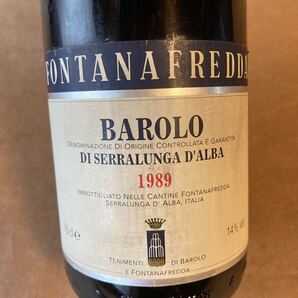 FONTANAFREDDA
BAROLO
DENOMINAZIONE DI ORIGINE CONTROLLATA E GARANTITA
DI SERRALUNGA D'ALBA
1989
IMBOTTIGLIATO NELLE CANTINE FONTANAFREDDA
SERRALUNGA D'ALBA, ITALIA
cl 14% vol
TENIMENTI DI BAROLO
E FONTANAFREDDA